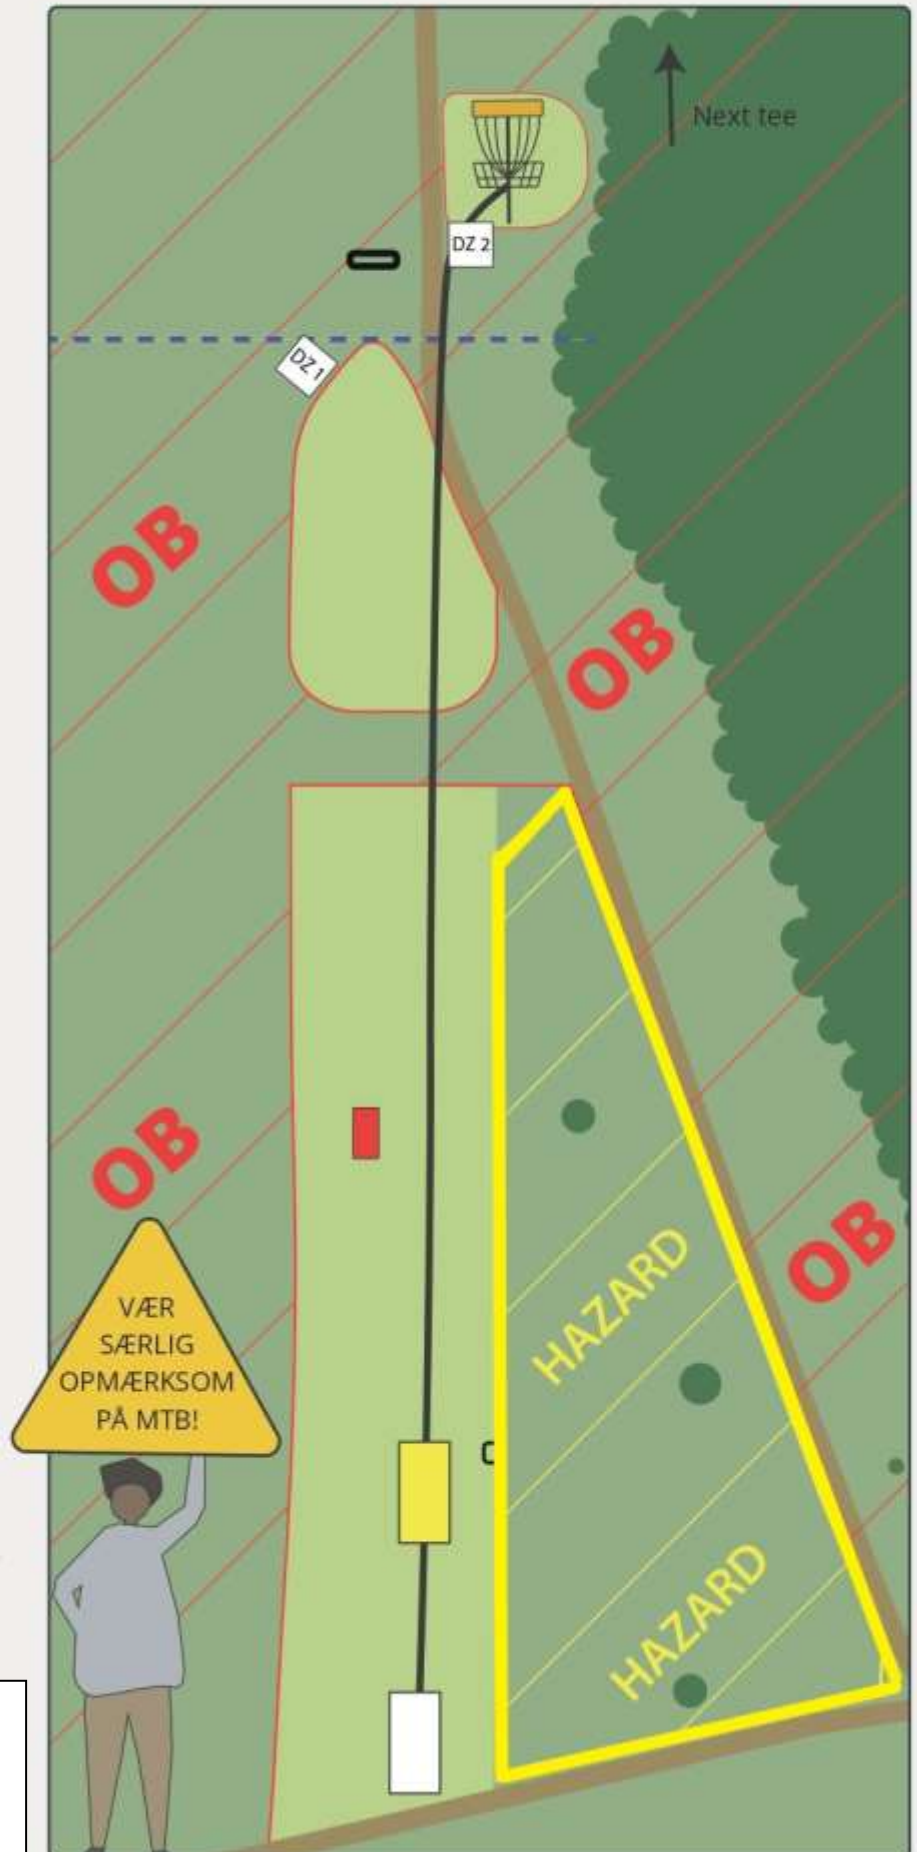 Next tee
DZ 2
DZ 1
OB
OB
OB
HAZARD
OB
VÆR
SÆRLIG
OPMÆRKSOM
PÅ MTB!
HAZARD